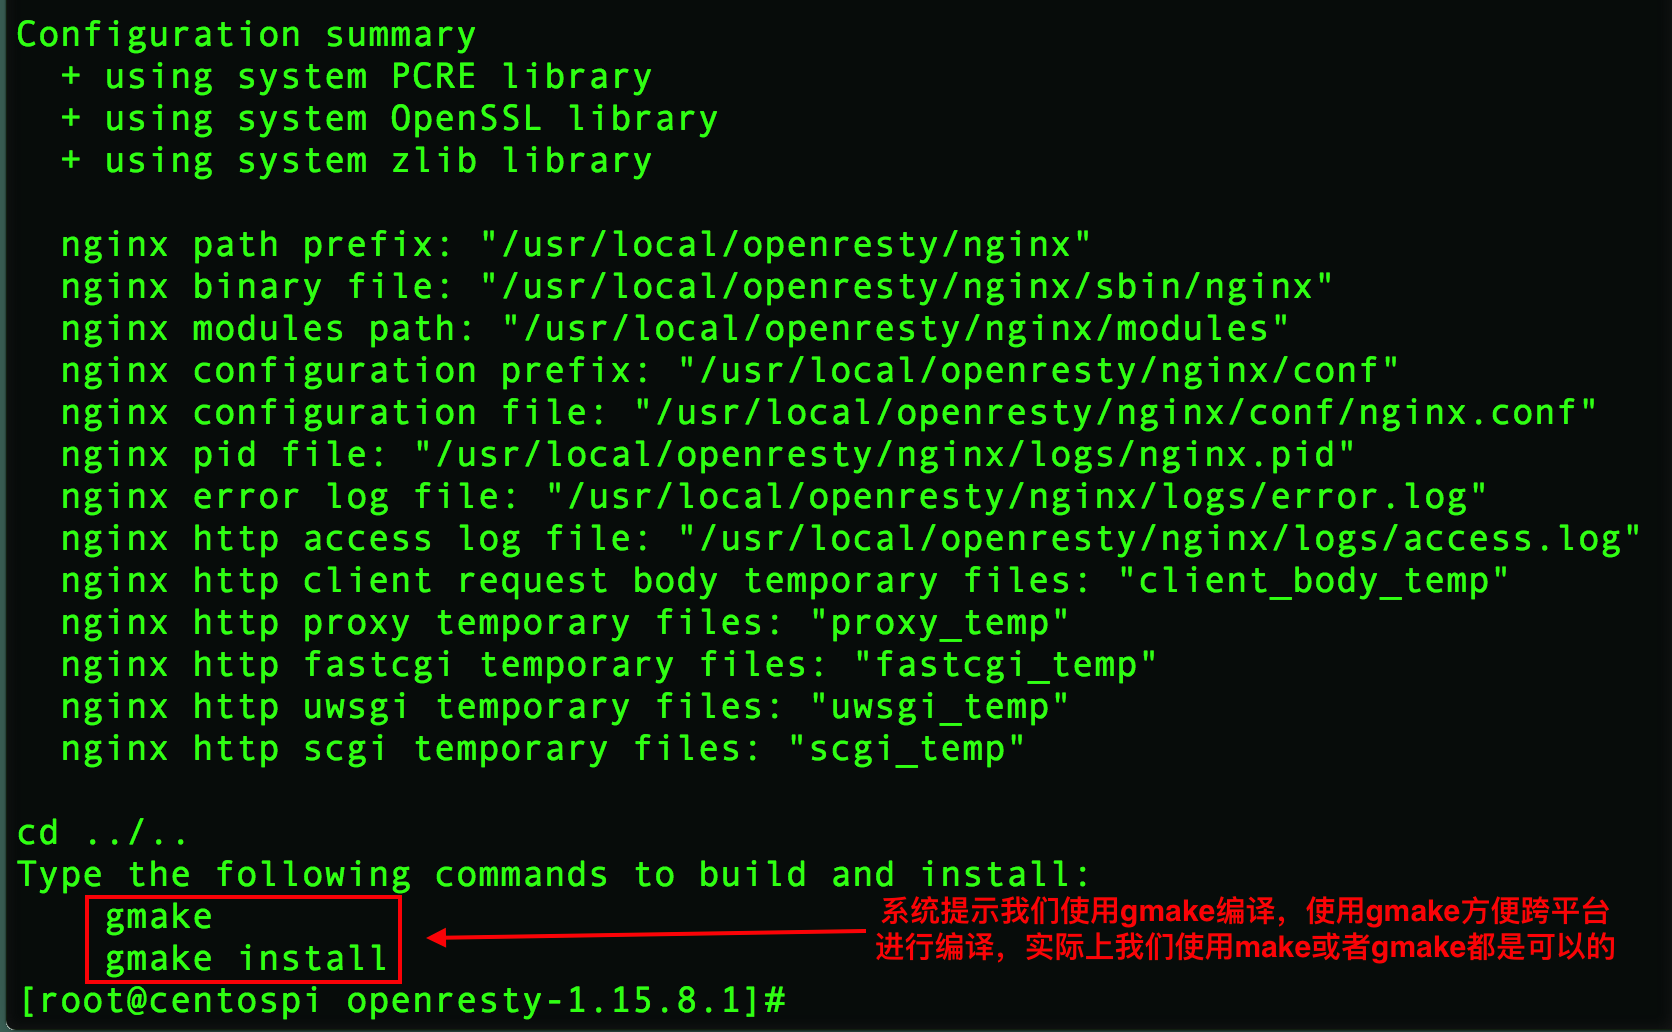 Configuration summary
+ using system PCRE library
+ using system OpenSSL library
+ using system zlib library
nginx path prefix: "/usr/local/openresty/nginx"
nginx binary file: "/usr/local/openresty/nginx/sbin/nginx"
nginx modules path: "/usr/local/openresty/nginx/modules"
nginx configuration prefix: "/usr/local/openresty/nginx/conf"
nginx configuration file: "/usr/local/openresty/nginx/conf/nginx.conf"
nginx pid file: "/usr/local/openresty/nginx/logs/nginx.pid"
nginx error log file: "/usr/local/openresty/nginx/logs/error.log"
nginx http access log file: "/usr/local/openresty/nginx/logs/access.log"
nginx http client request body temporary files: "client_body_temp"
nginx http proxy temporary files: "proxy_temp"
nginx http fastcgi temporary files: "fastcgi_temp"
nginx http uwsgi temporary files: "uwsgi_temp"
nginx http scgi temporary files: "scgi_temp"
cd ../..
Type the following commands to build and install:
gmake
gmake install
系统提示我们使用gmake编译，使用gmake方便跨平台
进行编译，实际上我们使用make或者gmake都是可以的
[root@centospi openresty-1.15.8.1]#